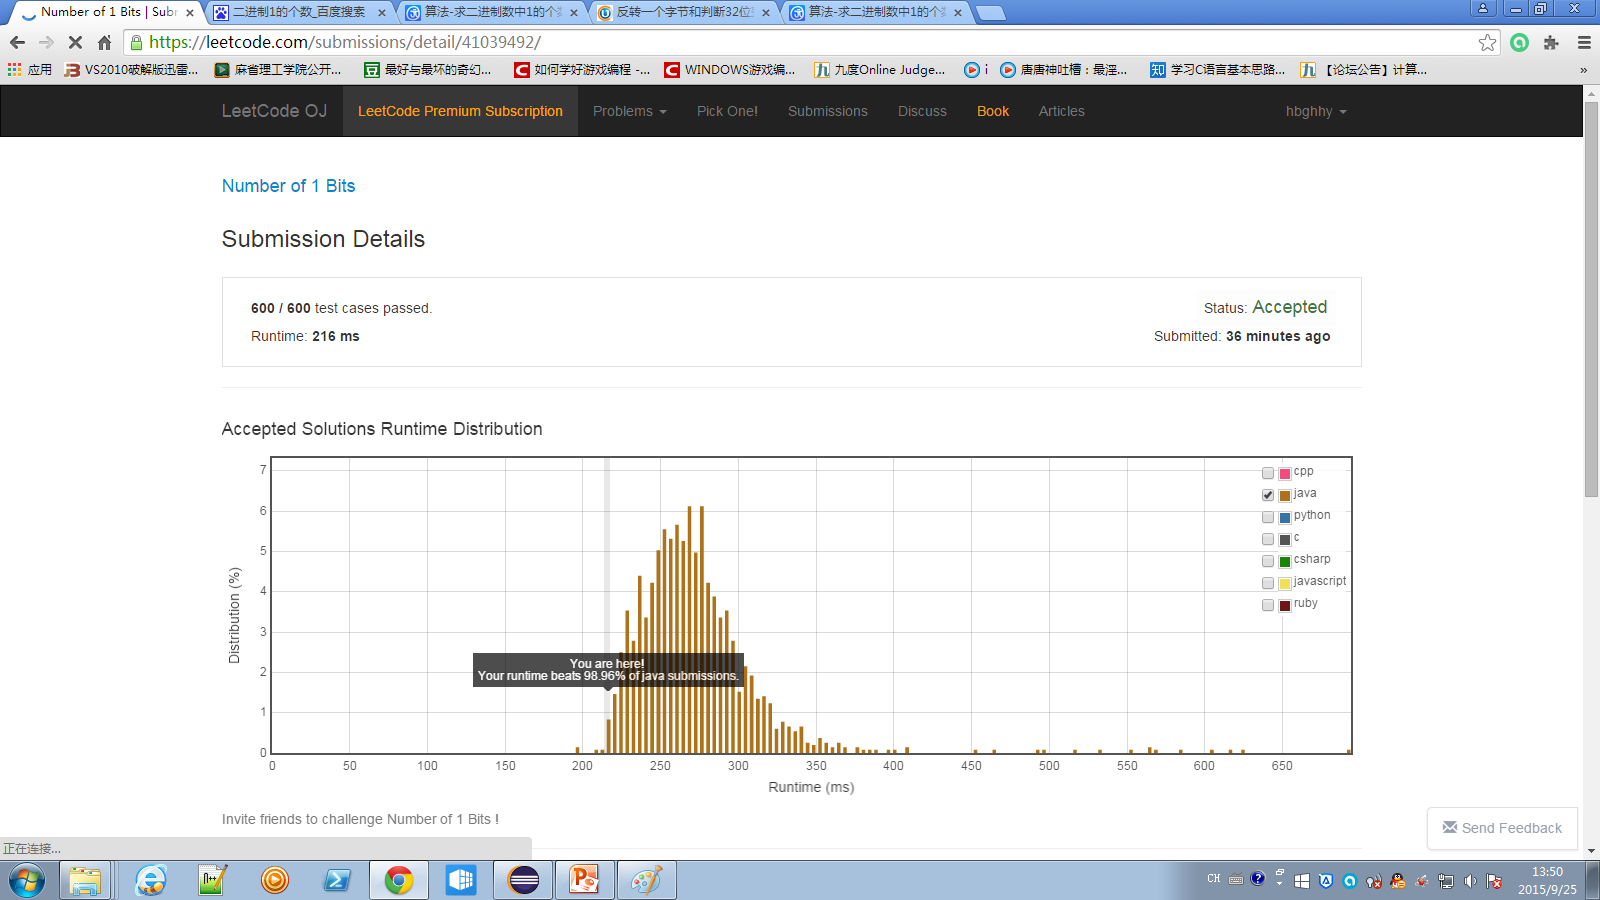 Number of 1 Bits | Subm
二进制1的个数_百度搜索
算法-求二进制数中1的个数
反转一个字节和判断32位
算法-求二进制数中1的个数
https://leetcode.com/submissions/detail/41039492/
应用
VS2010破解版迅雷...
麻省理工学院公开...
最好与最坏的奇幻...
如何学好游戏编程 -...
WINDOWS游戏编...
九度Online Judge...
i
唐唐神吐槽：最淫...
学习C语言基本思路...
【论坛公告】计算...
»
LeetCode OJ
LeetCode Premium Subscription
Problems
Pick One!
Submissions
Discuss
Book
Articles
hbghhy
Number of 1 Bits
Submission Details
600 / 600 test cases passed.
Status: Accepted
Runtime: 216 ms
Submitted: 36 minutes ago
Accepted Solutions Runtime Distribution
7
6
5
4
3
2
1
0
Distribution (%)
cpp
java
python
c
csharp
javascript
ruby
You are here!
Your runtime beats 98.96% of java submissions.
0 50 100 150 200 250 300 350 400 450 500 550 600 650
Runtime (ms)
Invite friends to challenge Number of 1 Bits !
Send Feedback
正在连接...
CH
13:50
2015/9/25